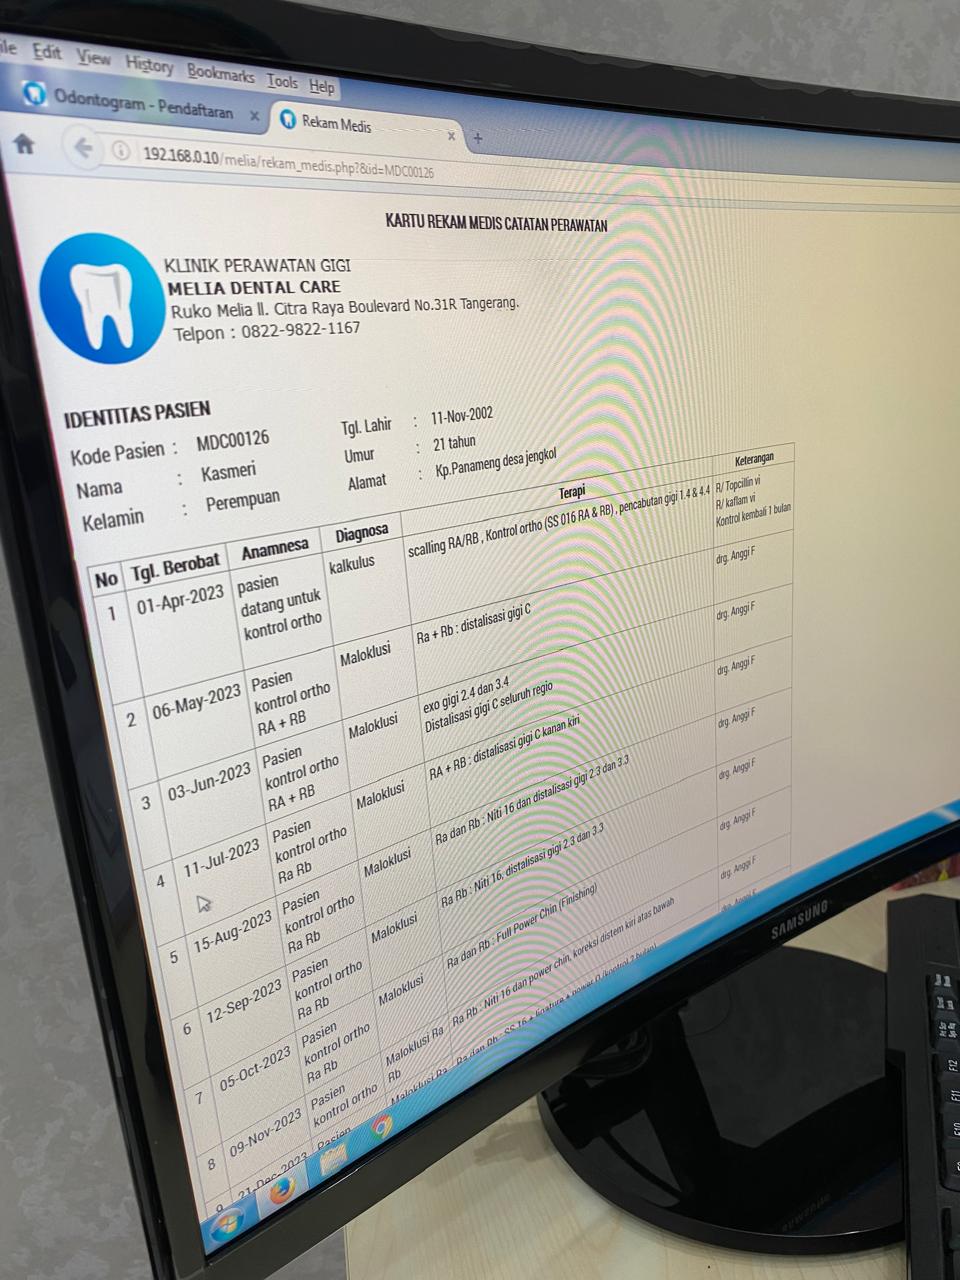 File Edit View History Bookmarks Tools Help
Odontogram - Pendaftaran
Rekam Medis
192.168.0.10/melia/rekam_medis.php?&id=MDC00126
KARTU REKAM MEDIS CATATAN PERAWATAN
KLINIK PERAWATAN GIGI
MELIA DENTAL CARE
Ruko Melia II. Citra Raya Boulevard No.31R Tangerang.
Telpon : 0822-9822-1167
IDENTITAS PASIEN
Kode Pasien : MDC00126 Tgl. Lahir : 11-Nov-2002
Nama : Kasmeri Umur : 21 tahun
Kelamin : Perempuan Alamat : Kp.Panameng desa jengkol
No Tgl. Berobat Anamnesa Diagnosa Terapi Keterangan
1 01-Apr-2023 pasien kalkulus scalling RA/RB , Kontrol ortho (SS 016 RA & RB) , pencabutan gigi 1.4 & 4.4 R/ Topcillin vi
datang untuk R/ kaflam vi
kontrol ortho Kontrol kembali 1 bulan
2 06-May-2023 Pasien Maloklusi Ra + Rb : distalisasi gigi C drg. Anggi F
kontrol ortho
RA + RB
3 03-Jun-2023 Pasien Maloklusi exo gigi 2.4 dan 3.4 drg. Anggi F
kontrol ortho Distalisasi gigi C seluruh regio
RA + RB
4 11-Jul-2023 Pasien Maloklusi RA + RB : distalisasi gigi C kanan kiri drg. Anggi F
kontrol ortho
Ra Rb
5 15-Aug-2023 Pasien Maloklusi Ra dan Rb : Niti 16 dan distalisasi gigi 2.3 dan 3.3 drg. Anggi F
kontrol ortho
Ra Rb
6 12-Sep-2023 Pasien Maloklusi Ra Rb : Niti 16, distalisasi gigi 2.3 dan 3.3 drg. Anggi F
kontrol ortho
Ra Rb
7 05-Oct-2023 Pasien Maloklusi Ra dan Rb : Full Power Chin (Finishing) drg. Anggi F
kontrol ortho
Ra Rb
8 09-Nov-2023 Pasien Maloklusi Ra Ra Rb : Niti 16 dan power chin, koreksi distem kiri atas bawah drg. Anggi F
kontrol ortho Rb
9 21-Dec-2023 Pasien Maloklusi Ra Ra dan Rb : SS 16 + ligature + power O (kontrol 2 bulan) drg. Anggi F
SAMSUNG
F12
F11
F10